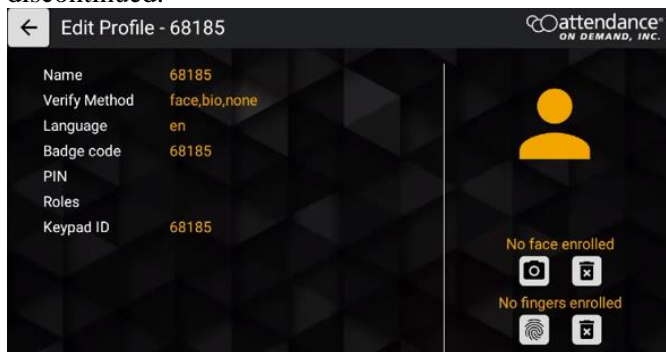 Edit Profile - 68185
attendance®
ON DEMAND, INC.
Name 68185
Verify Method face,bio,none
Language en
Badge code 68185
PIN
Roles
Keypad ID 68185
No face enrolled
No fingers enrolled